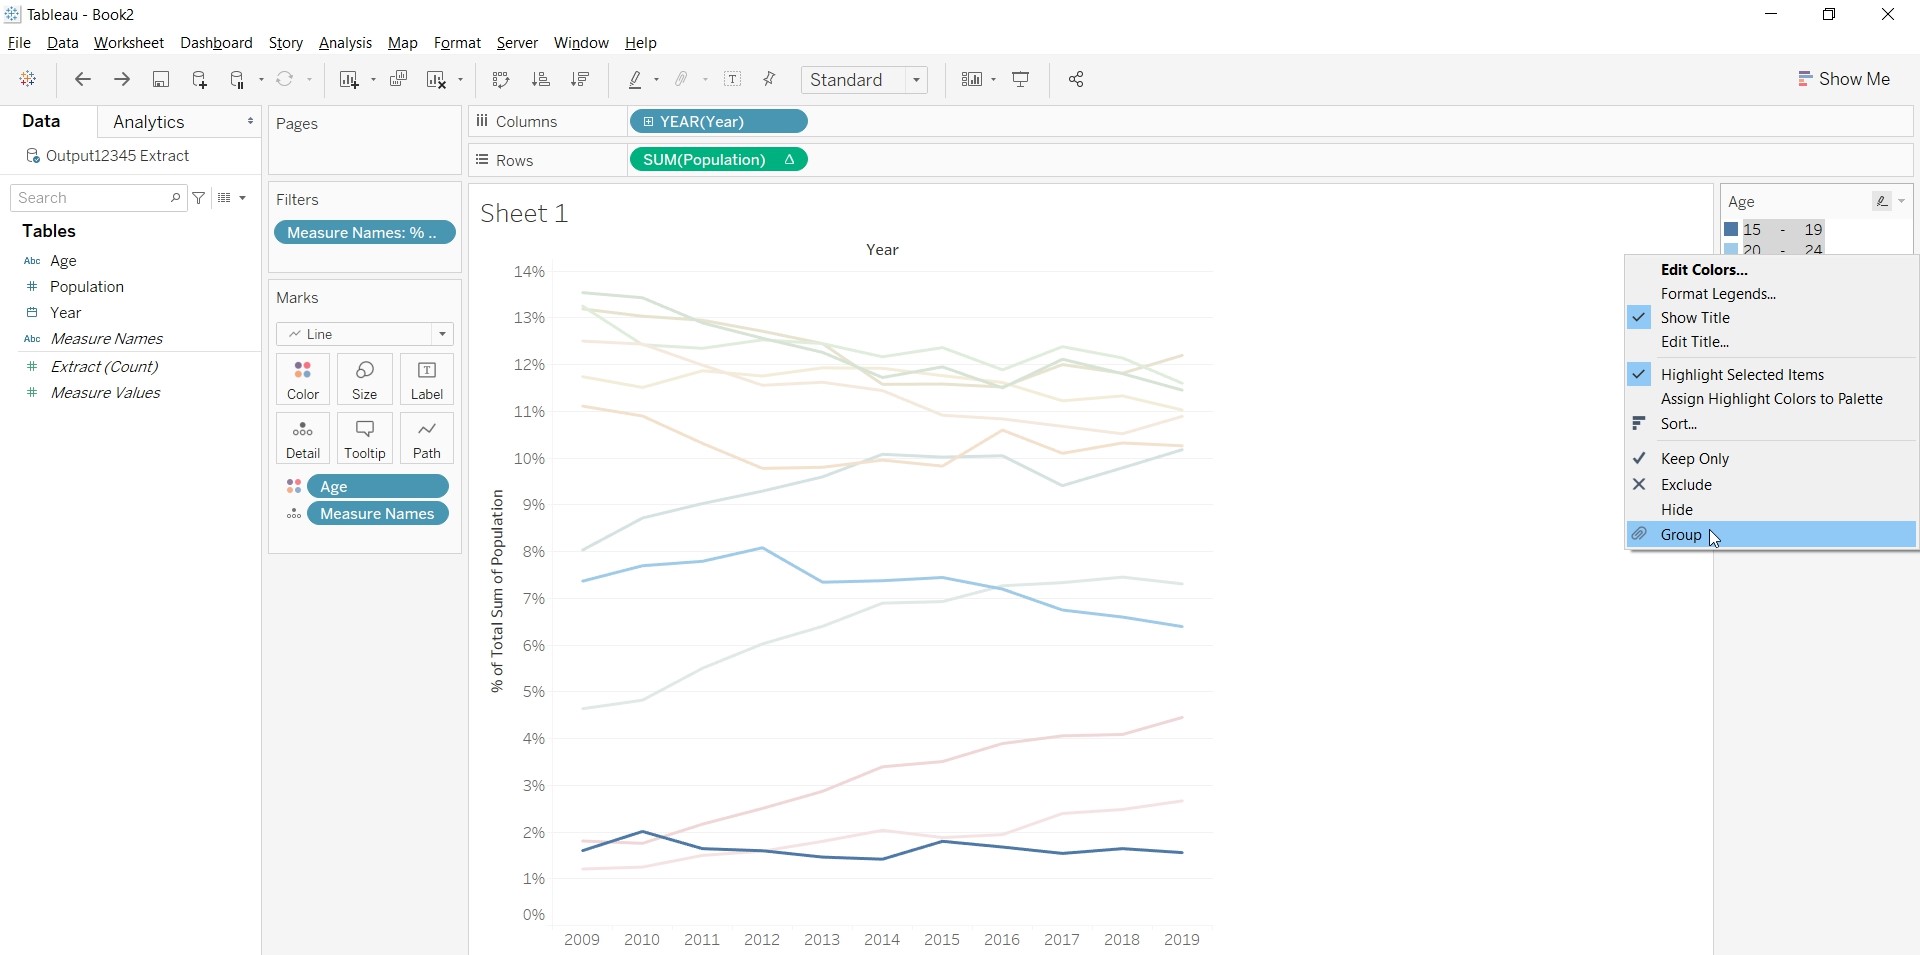 Tableau - Book2
File Data Worksheet Dashboard Story Analysis Map Format Server Window Help
Standard
Show Me
Data
Analytics
Output12345 Extract
Search
Tables
Abc Age
# Population
Year
Abc Measure Names
# Extract (Count)
# Measure Values
Pages
Filters
Measure Names: % ..
Marks
Line
Color Size Label
Detail Tooltip Path
Age
Measure Names
Columns
YEAR(Year)
Rows
SUM(Population) Δ
Sheet 1
Year
14%
13%
12%
11%
10%
9%
8%
7%
6%
5%
4%
3%
2%
1%
0%
% of Total Sum of Population
2009 2010 2011 2012 2013 2014 2015 2016 2017 2018 2019
Age
15 - 19
20 - 24
Edit Colors...
Format Legends...
Show Title
Edit Title...
Highlight Selected Items
Assign Highlight Colors to Palette
Sort...
Keep Only
Exclude
Hide
Group